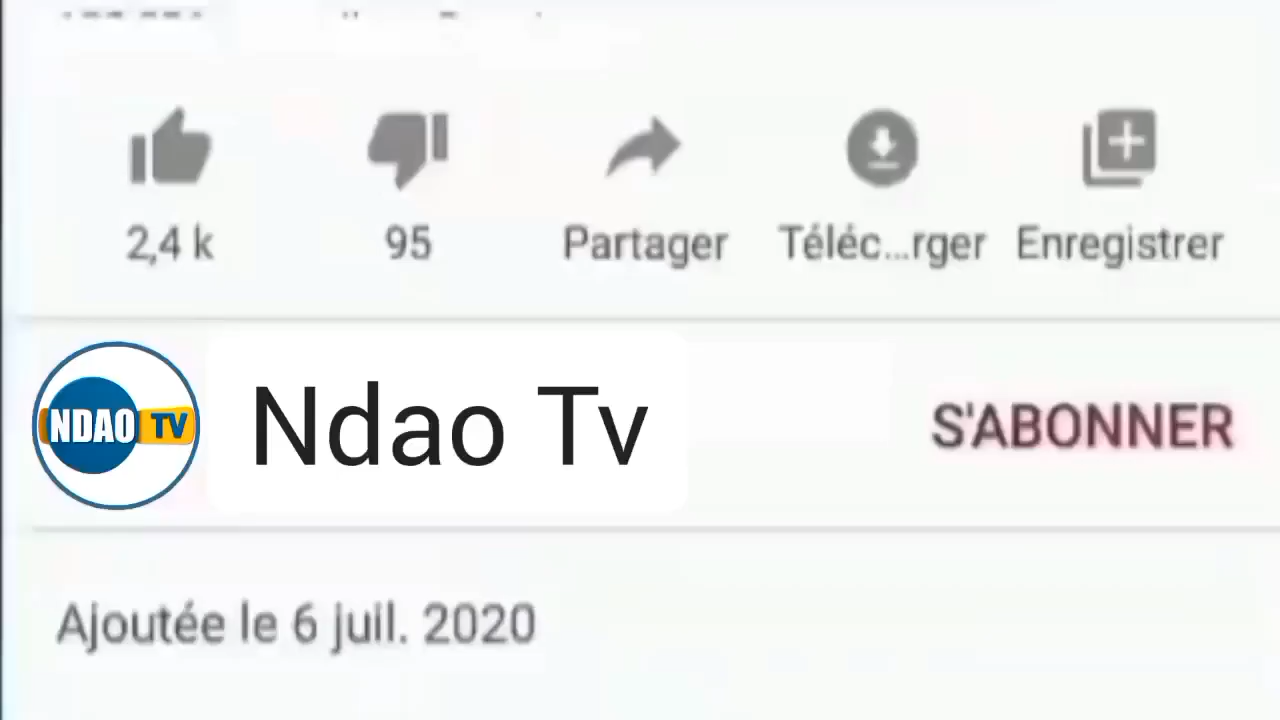 2,4 k 95 Partager Téléc...rger Enregistrer
NDAO TV Ndao Tv S'ABONNER
Ajoutée le 6 juil. 2020